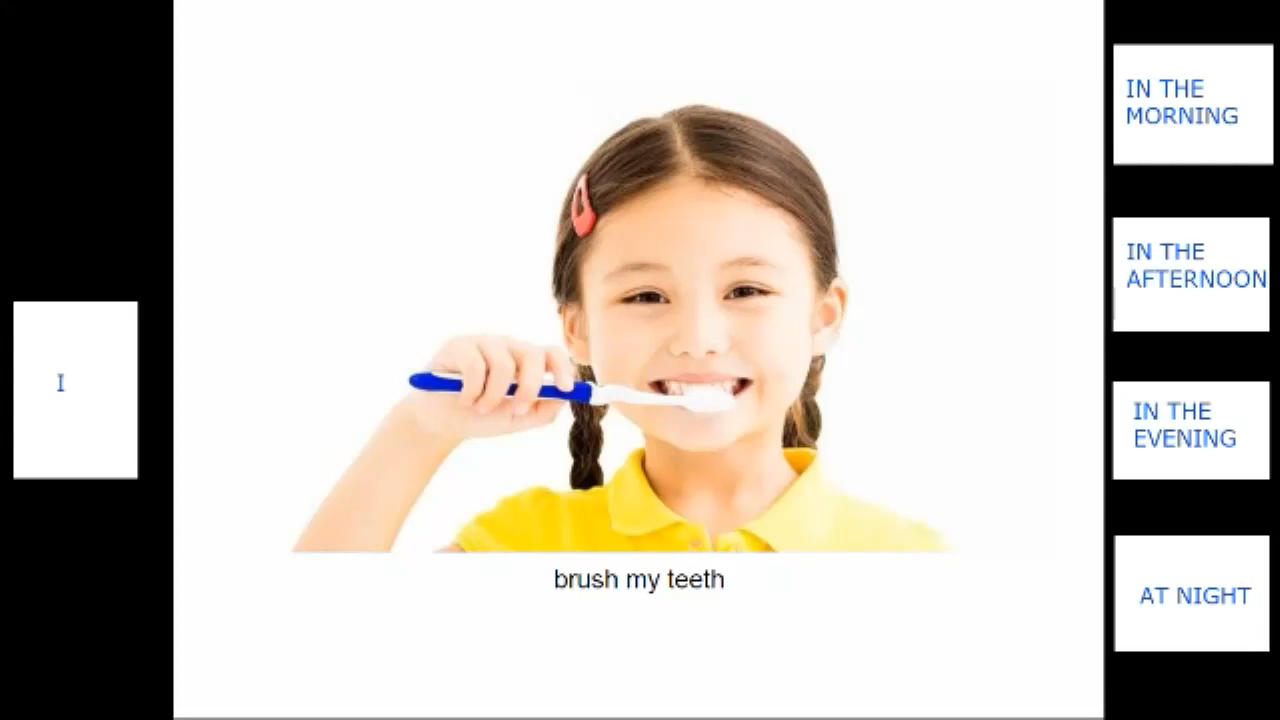 I
brush my teeth
IN THE
MORNING
IN THE
AFTERNOON
IN THE
EVENING
AT NIGHT